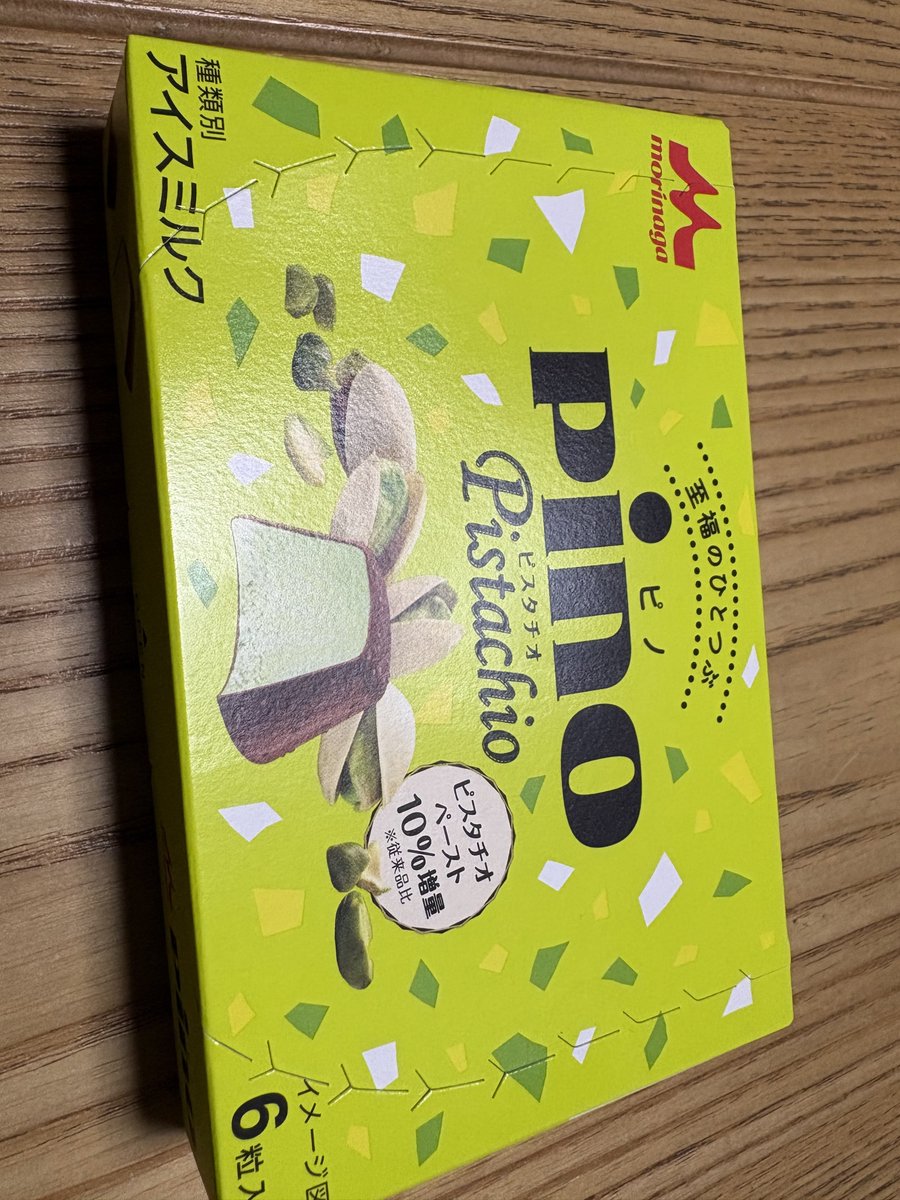 morinaga
至福のひとつぶ
pino
ピノ
ピスタチオ
Pistachio
ピスタチオ
ペースト
10%増量
※従来品比
種類別
アイスミルク
イメージ図
6粒入